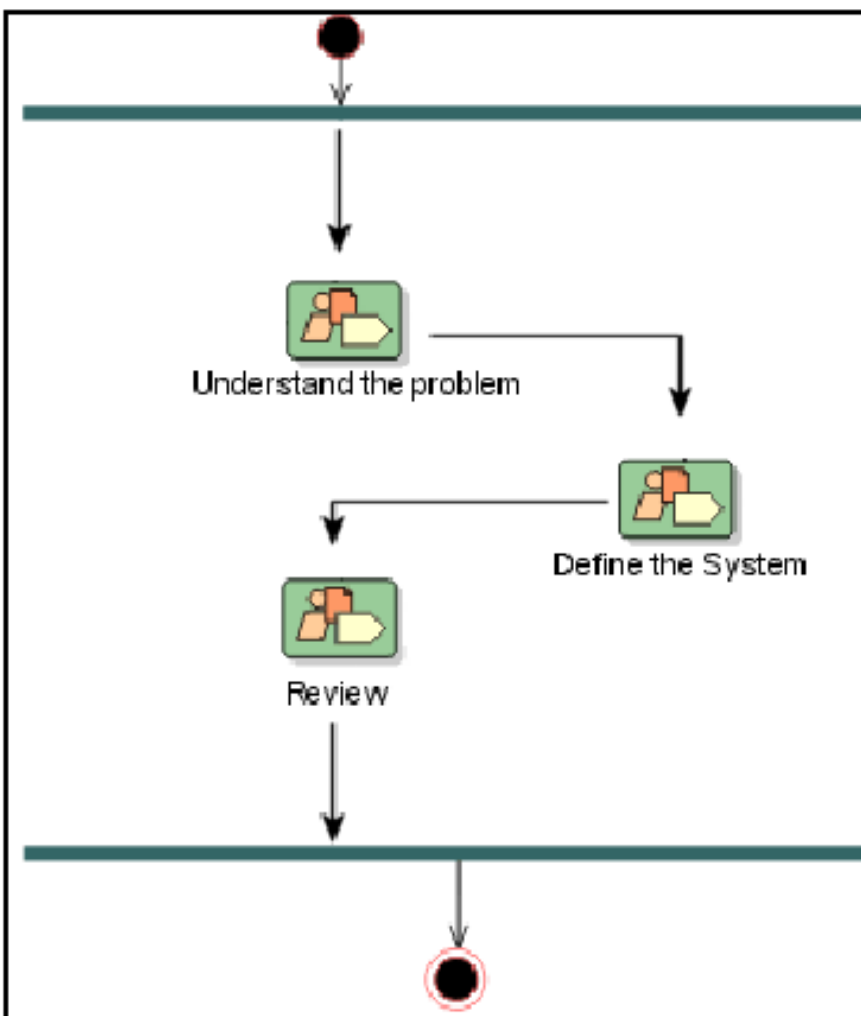 Understand the problem
Define the System
Review